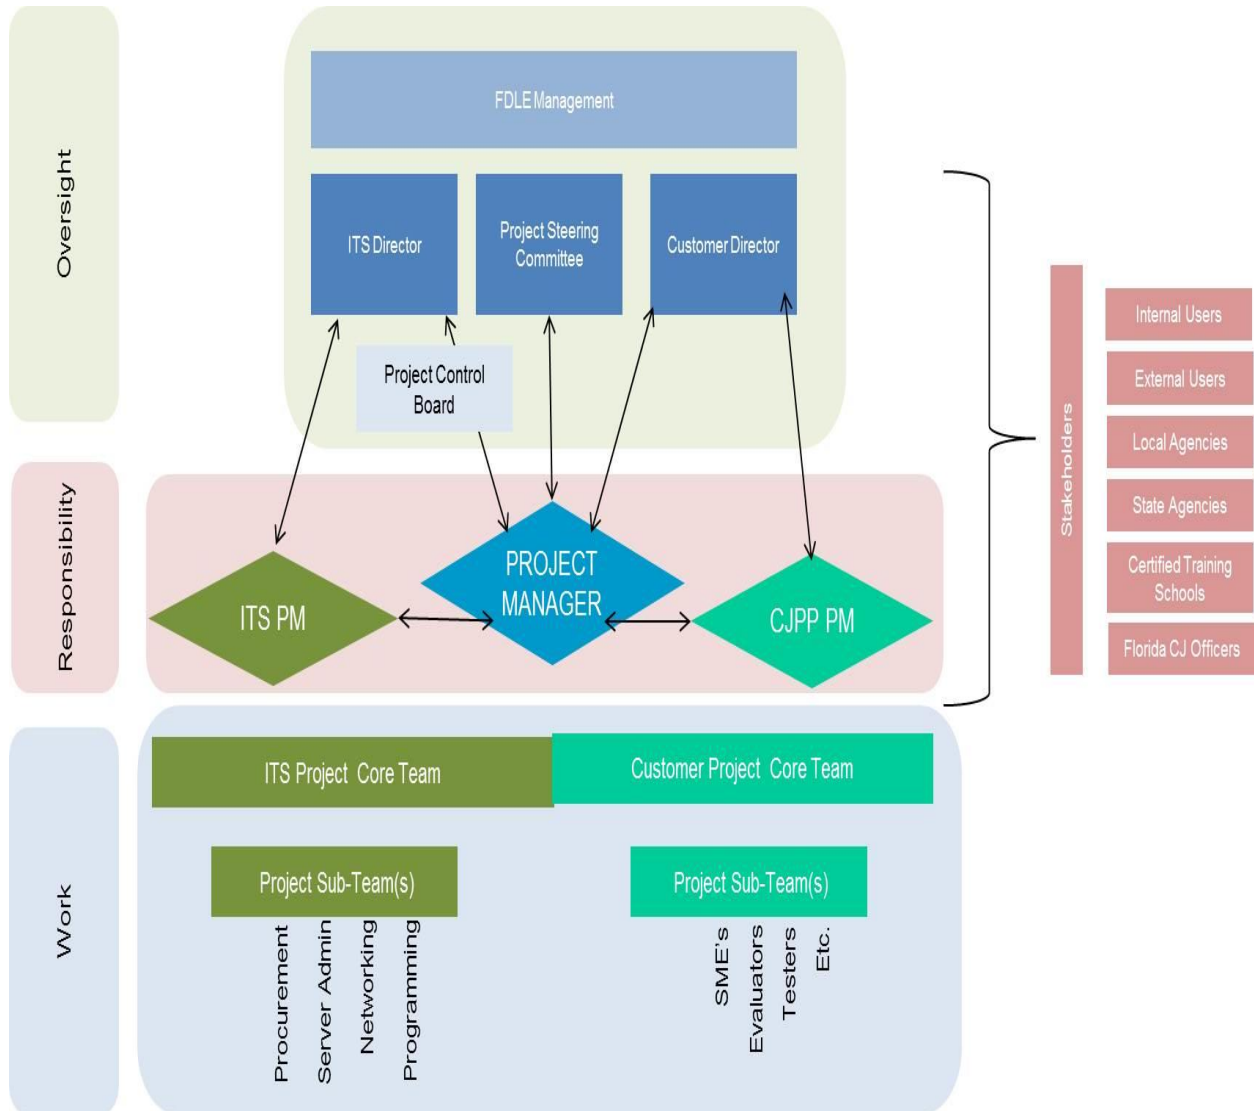 Oversight
FDLE Management
ITS Director
Project Steering
Committee
Customer Director
Project Control
Board
Responsibility
ITS PM
PROJECT
MANAGER
CJPP PM
Work
ITS Project Core Team
Customer Project Core Team
Project Sub-Team(s)
Procurement
Server Admin
Networking
Programming
Project Sub-Team(s)
SME's
Evaluators
Testers
Etc.
Stakeholders
Internal Users
External Users
Local Agencies
State Agencies
Certified Training
Schools
Florida CJ Officers